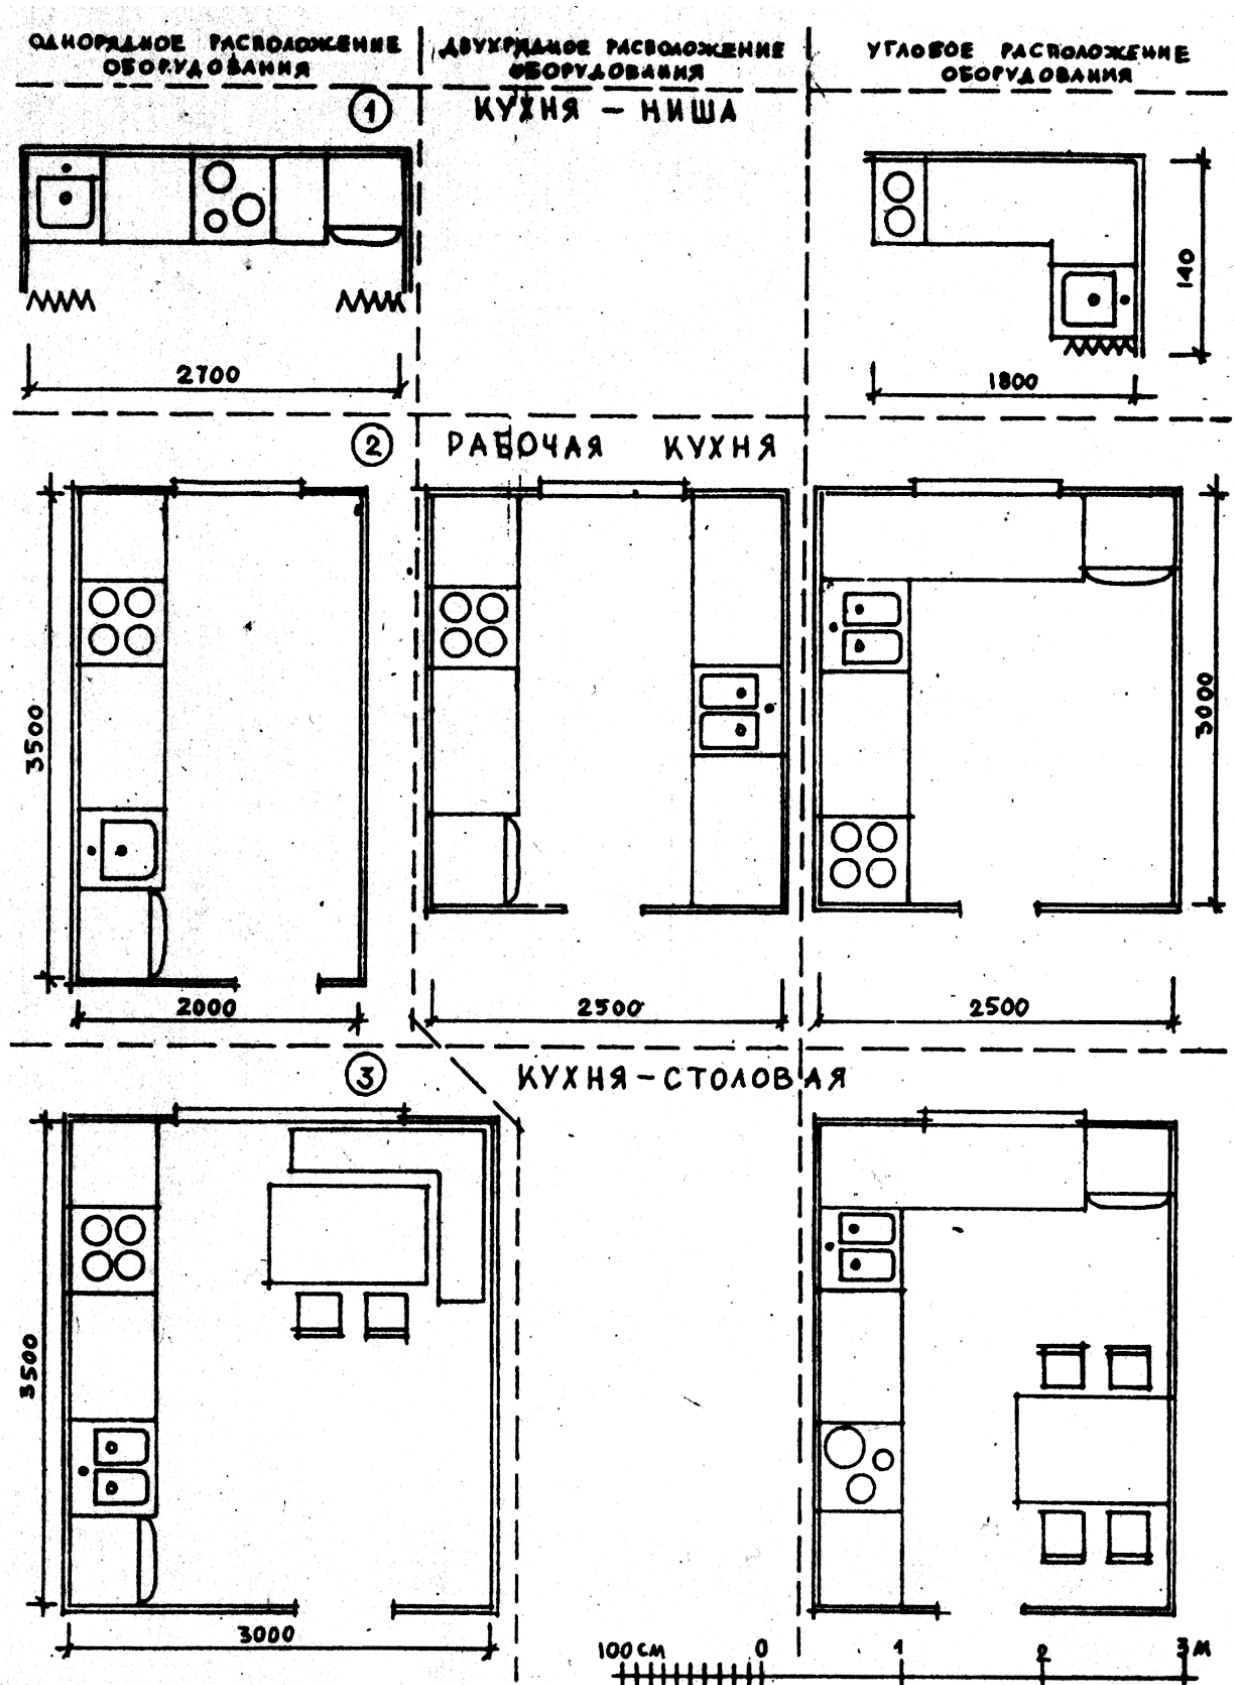 ОДНОРЯДНОЕ РАСПОЛОЖЕНИЕ
ОБОРУДОВАНИЯ
ДВУХРЯДНОЕ РАСПОЛОЖЕНИЕ
ОБОРУДОВАНИЯ
УГЛОВОЕ РАСПОЛОЖЕНИЕ
ОБОРУДОВАНИЯ
1 КУХНЯ – НИША
2700
140
1800
2 РАБОЧАЯ КУХНЯ
3500
2000
2500
3000
2500
3 КУХНЯ-СТОЛОВАЯ
3500
3000
100 СМ 0 1 2 3 М